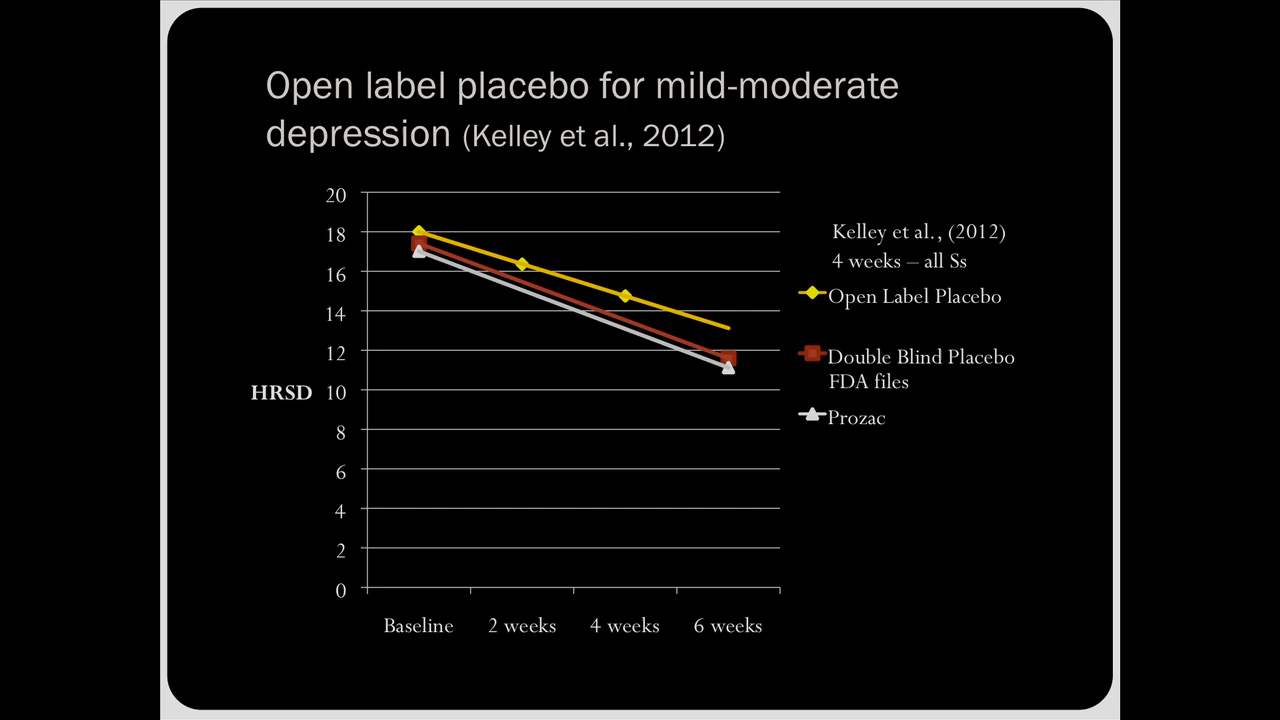 Open label placebo for mild-moderate
depression (Kelley et al., 2012)
20
18
16
14
12
10
8
6
4
2
0
HRSD
Baseline
2 weeks
4 weeks
6 weeks
Kelley et al., (2012)
4 weeks – all Ss
Open Label Placebo
Double Blind Placebo
FDA files
Prozac